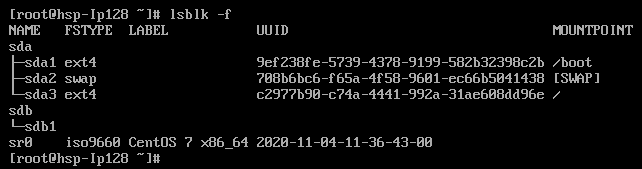 [root@hsp-Ip128 ~]# lsblk -f
NAME   FSTYPE  LABEL           UUID                                 MOUNTPOINT
sda
├─sda1 ext4                    9ef238fe-5739-4378-9199-582b32398c2b /boot
├─sda2 swap                    708b6bc6-f65a-4f58-9601-ec66b5041438 [SWAP]
└─sda3 ext4                    c2977b90-c74a-4441-992a-31ae608dd96e /
sdb
└─sdb1
sr0    iso9660 CentOS 7 x86_64 2020-11-04-11-36-43-00
[root@hsp-Ip128 ~]#